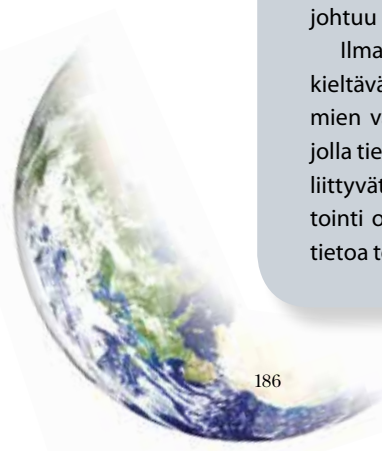 johtuu
Ilma
kieltävä
mien v
jolla tie
liittyvät
tointi o
tietoa t
186